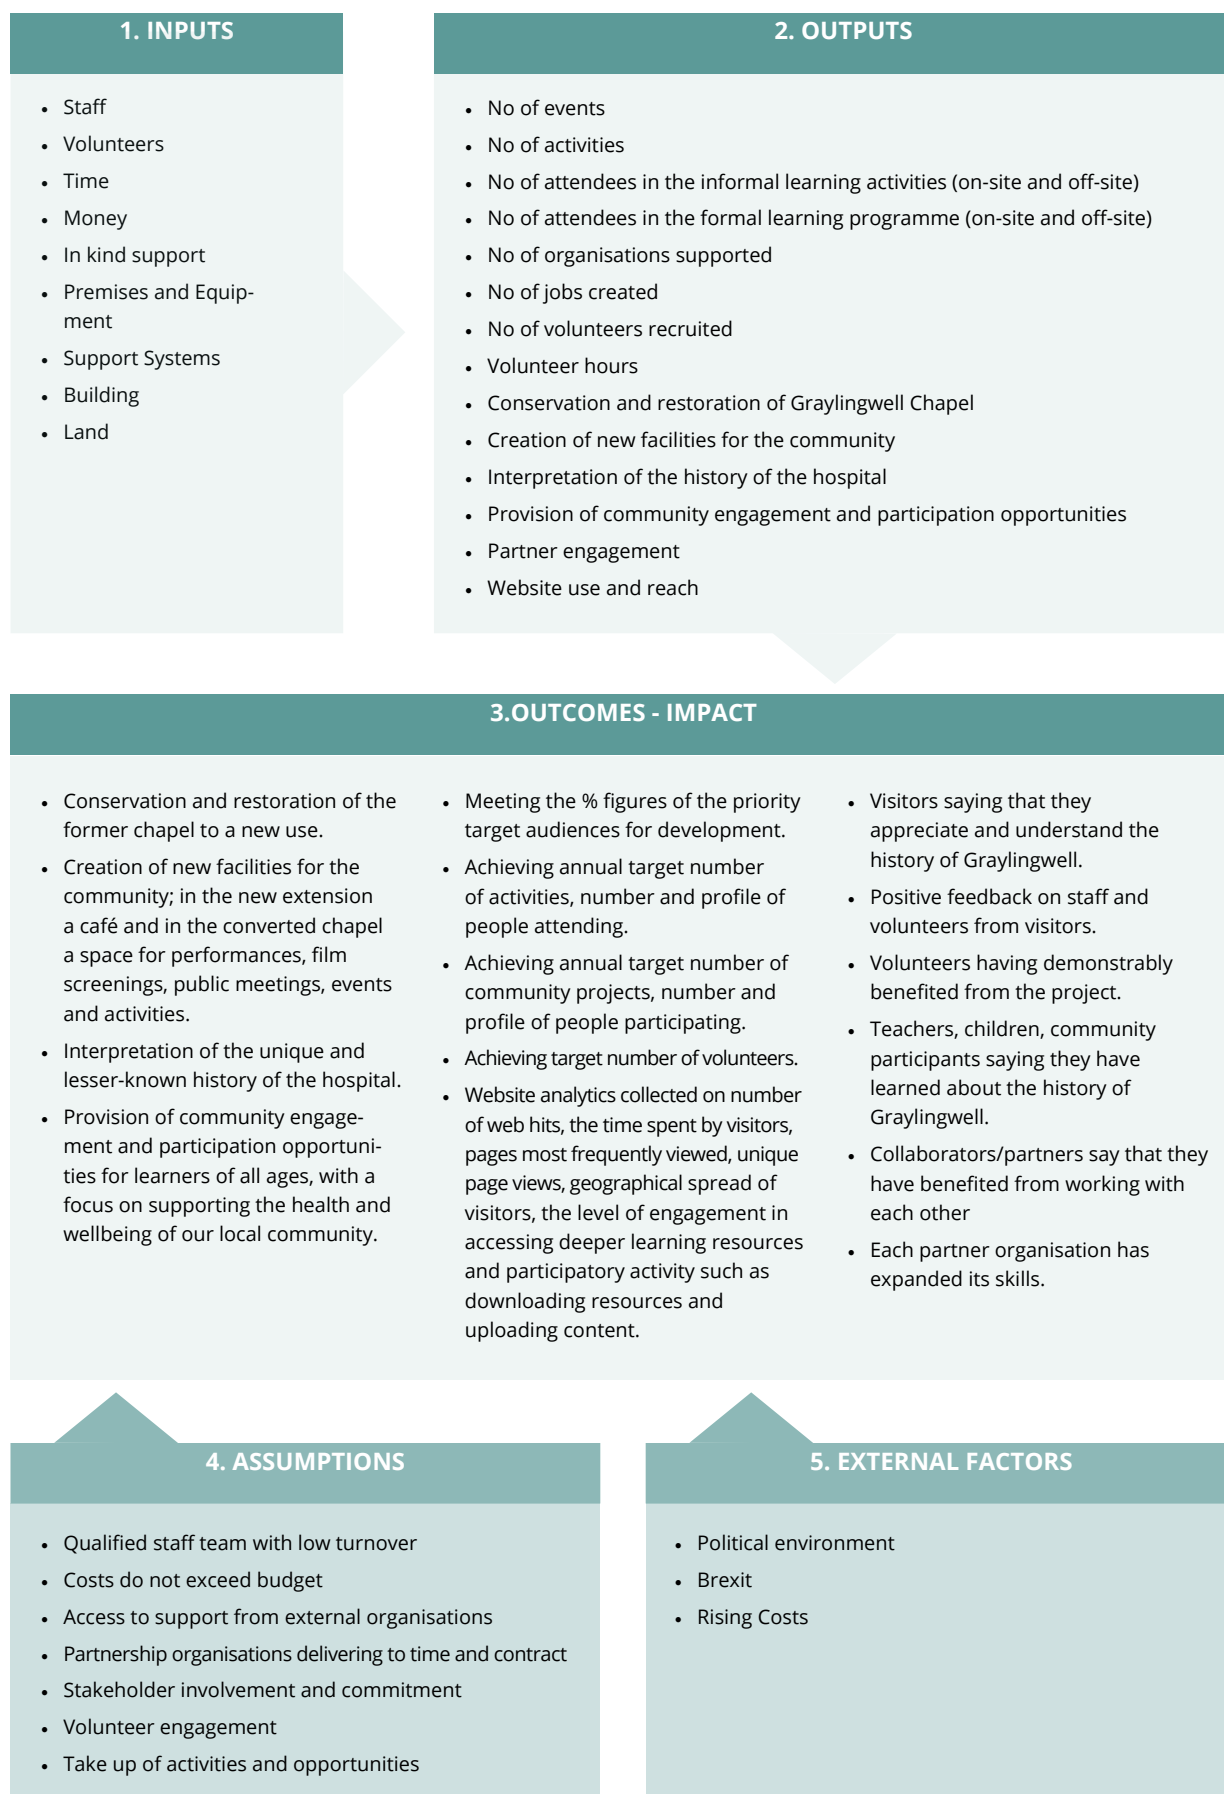 1. INPUTS
• Staff
• Volunteers
• Time
• Money
• In kind support
• Premises and Equip-
ment
• Support Systems
• Building
• Land
2. OUTPUTS
• No of events
• No of activities
• No of attendees in the informal learning activities (on-site and off-site)
• No of attendees in the formal learning programme (on-site and off-site)
• No of organisations supported
• No of jobs created
• No of volunteers recruited
• Volunteer hours
• Conservation and restoration of Graylingwell Chapel
• Creation of new facilities for the community
• Interpretation of the history of the hospital
• Provision of community engagement and participation opportunities
• Partner engagement
• Website use and reach
3.OUTCOMES - IMPACT
• Conservation and restoration of the
former chapel to a new use.
• Creation of new facilities for the
community; in the new extension
a café and in the converted chapel
a space for performances, film
screenings, public meetings, events
and activities.
• Interpretation of the unique and
lesser-known history of the hospital.
• Provision of community engage-
ment and participation opportuni-
ties for learners of all ages, with a
focus on supporting the health and
wellbeing of our local community.
• Meeting the % figures of the priority
target audiences for development.
• Achieving annual target number
of activities, number and profile of
people attending.
• Achieving annual target number of
community projects, number and
profile of people participating.
• Achieving target number of volunteers.
• Website analytics collected on number
of web hits, the time spent by visitors,
pages most frequently viewed, unique
page views, geographical spread of
visitors, the level of engagement in
accessing deeper learning resources
and participatory activity such as
downloading resources and
uploading content.
• Visitors saying that they
appreciate and understand the
history of Graylingwell.
• Positive feedback on staff and
volunteers from visitors.
• Volunteers having demonstrably
benefited from the project.
• Teachers, children, community
participants saying they have
learned about the history of
Graylingwell.
• Collaborators/partners say that they
have benefited from working with
each other
• Each partner organisation has
expanded its skills.
4. ASSUMPTIONS
• Qualified staff team with low turnover
• Costs do not exceed budget
• Access to support from external organisations
• Partnership organisations delivering to time and contract
• Stakeholder involvement and commitment
• Volunteer engagement
• Take up of activities and opportunities
5. EXTERNAL FACTORS
• Political environment
• Brexit
• Rising Costs